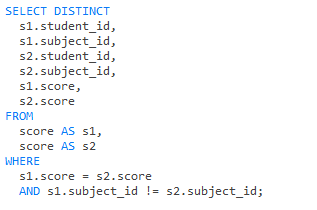 SELECT DISTINCT
  s1.student_id,
  s1.subject_id,
  s2.student_id,
  s2.subject_id,
  s1.score,
  s2.score
FROM
  score AS s1,
  score AS s2
WHERE
  s1.score = s2.score
  AND s1.subject_id != s2.subject_id;